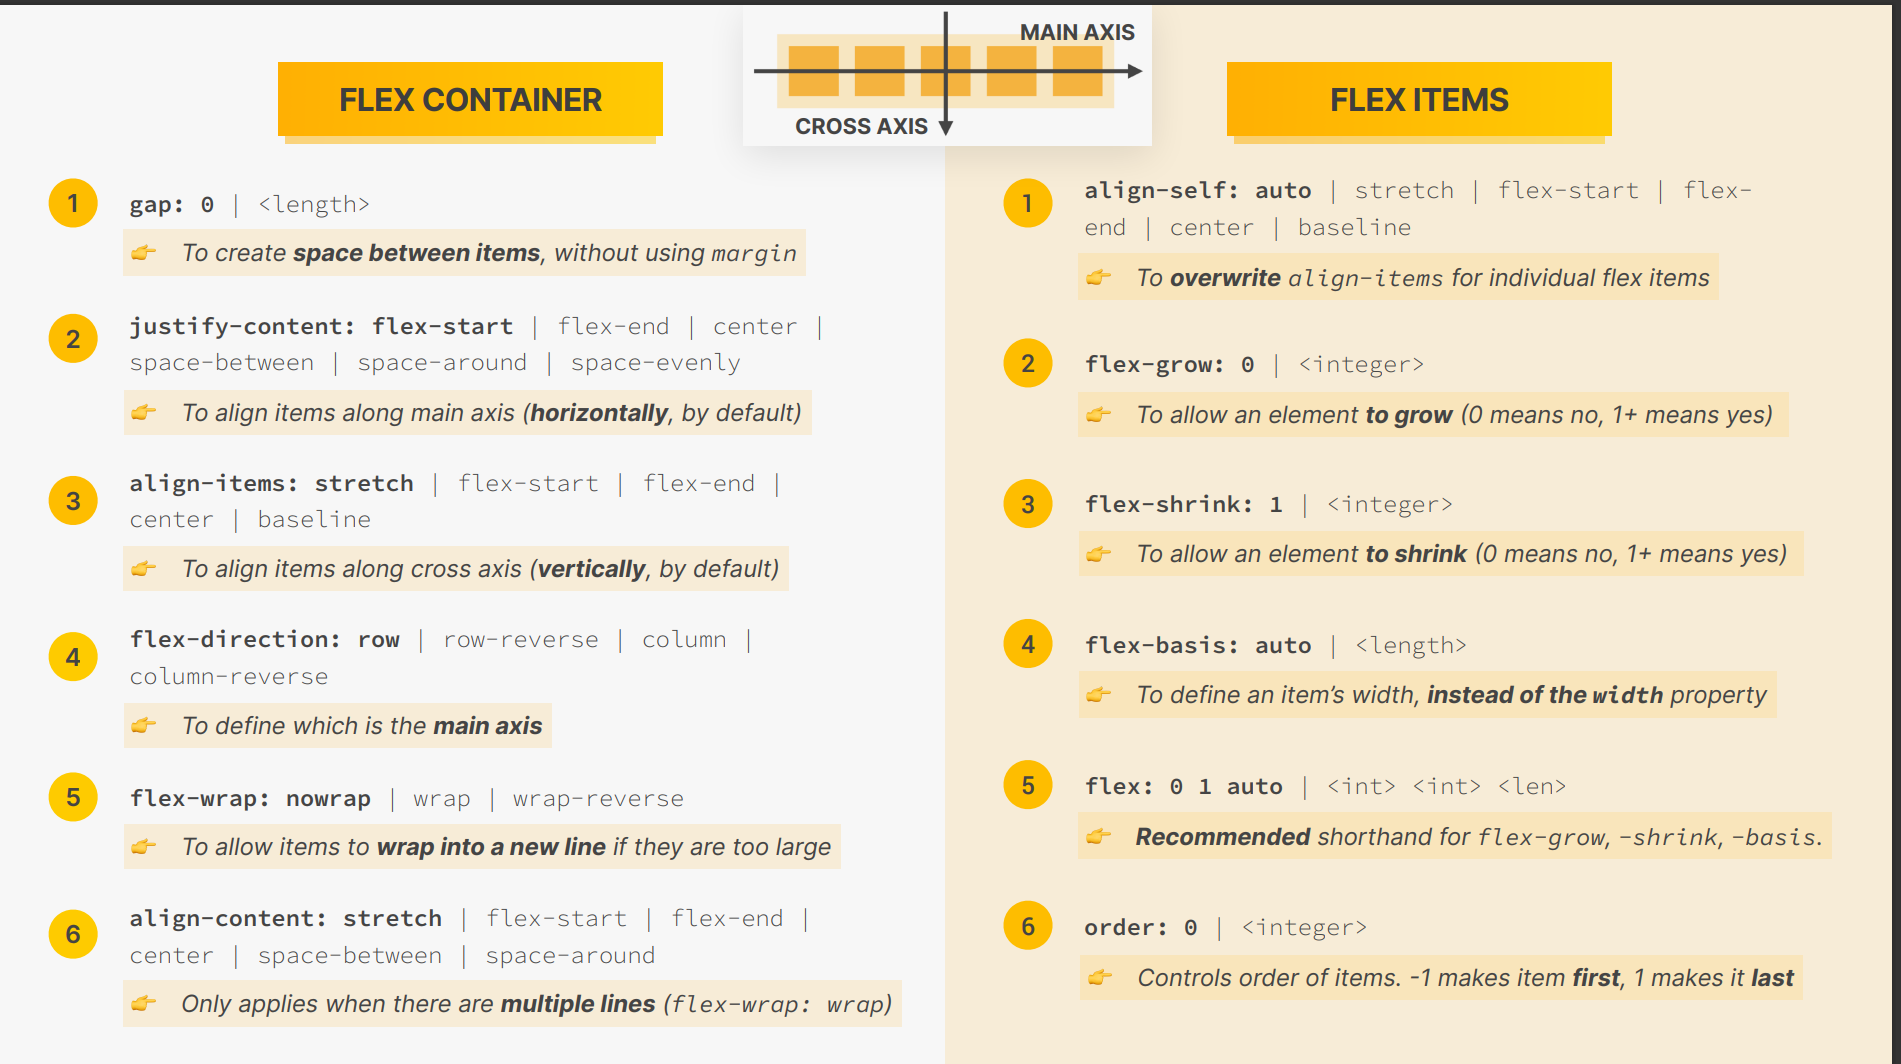 MAIN AXIS
CROSS AXIS
FLEX CONTAINER
1
gap: 0 | <length>
👉 To create space between items, without using margin
2
justify-content: flex-start | flex-end | center |
space-between | space-around | space-evenly
👉 To align items along main axis (horizontally, by default)
3
align-items: stretch | flex-start | flex-end |
center | baseline
👉 To align items along cross axis (vertically, by default)
4
flex-direction: row | row-reverse | column |
column-reverse
👉 To define which is the main axis
5
flex-wrap: nowrap | wrap | wrap-reverse
👉 To allow items to wrap into a new line if they are too large
6
align-content: stretch | flex-start | flex-end |
center | space-between | space-around
👉 Only applies when there are multiple lines (flex-wrap: wrap)
FLEX ITEMS
1
align-self: auto | stretch | flex-start | flex-
end | center | baseline
👉 To overwrite align-items for individual flex items
2
flex-grow: 0 | <integer>
👉 To allow an element to grow (0 means no, 1+ means yes)
3
flex-shrink: 1 | <integer>
👉 To allow an element to shrink (0 means no, 1+ means yes)
4
flex-basis: auto | <length>
👉 To define an item’s width, instead of the width property
5
flex: 0 1 auto | <int> <int> <len>
👉 Recommended shorthand for flex-grow, -shrink, -basis.
6
order: 0 | <integer>
👉 Controls order of items. -1 makes item first, 1 makes it last